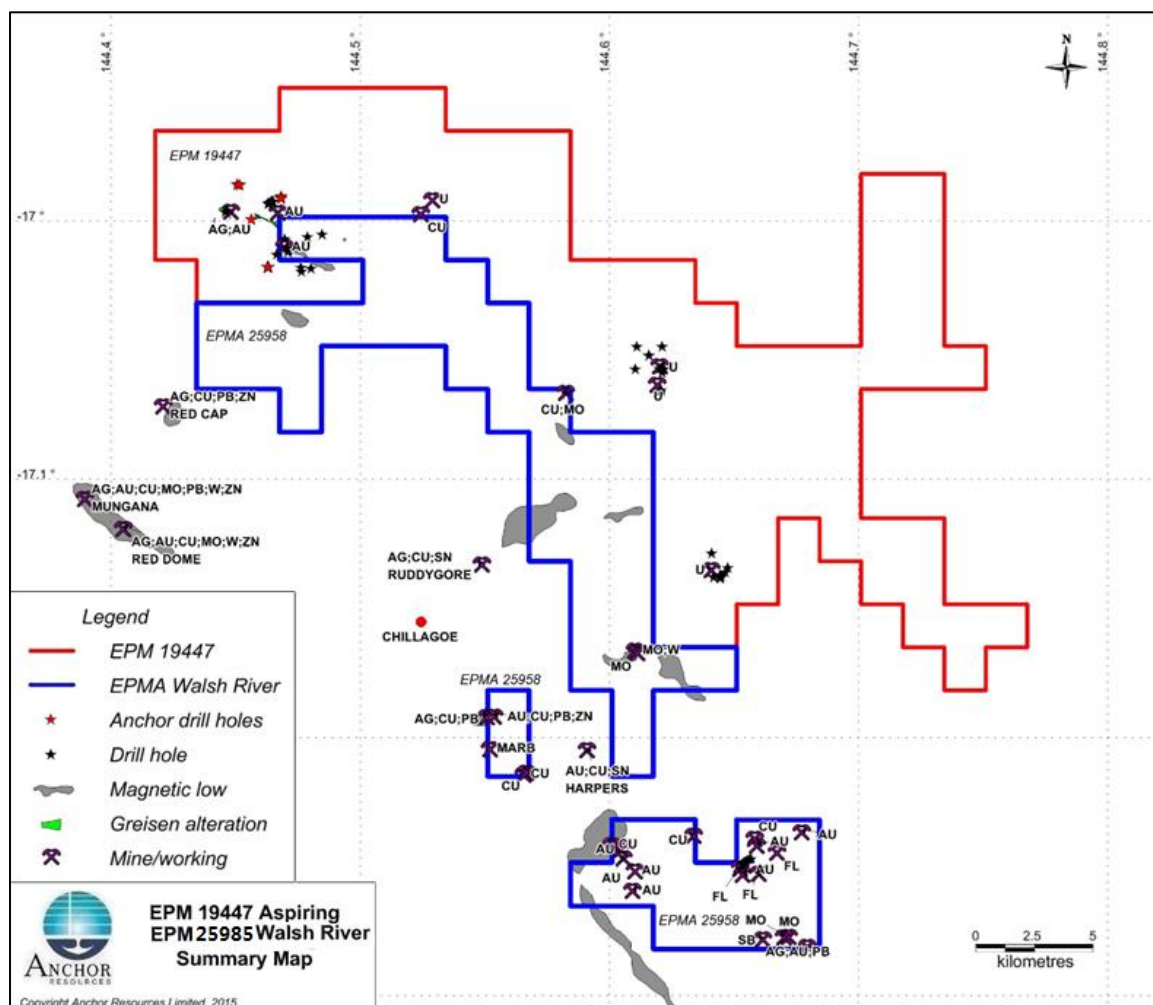 144.4 °
144.5 °
144.6 °
144.7 °
144.8 °
N
EPM 19447
U
AU
AG;AU
CU
AU
-17 °
EPMA 25958
U
U
AG;CU;PB;ZN
RED CAP
CU;MO
-17.1 °
AG;AU;CU;MO;PB;W;ZN
MUNGANA
AG;AU;CU;MO;W;ZN
RED DOME
AG;CU;SN
RUDDYGORE
U
CHILLAGOE
MO;W
MO
EPMA 25958
AG;CU;PB
AU;CU;PB;ZN
MARB
CU
CU
AU;CU;SN
HARPERS
CU
AU
CU
AU
CU
AU
AU
FL
AU
AU
AU
FL
FL
MO
MO
EPMA 25958
SB
AG;AU;PB
Legend
EPM 19447
EPMA Walsh River
Anchor drill holes
Drill hole
Magnetic low
Greisen alteration
Mine/working
ANCHOR
RESOURCES
EPM 19447 Aspiring
EPM 25985 Walsh River
Summary Map
0 2.5 5
kilometres
Copyright Anchor Resources Limited, 2015